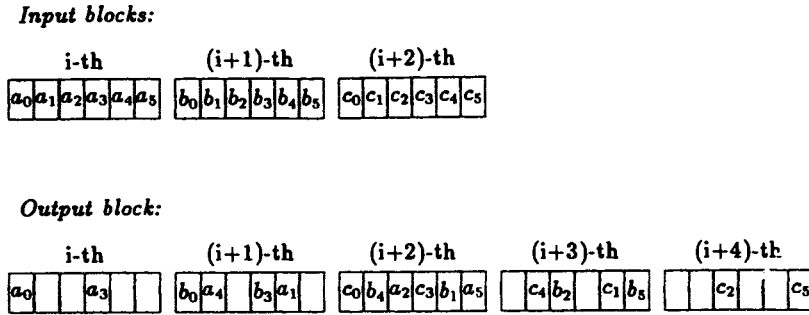 Input blocks:
i-th (i+1)-th (i+2)-th
a₀ a₁ a₂ a₃ a₄ a₅ b₀ b₁ b₂ b₃ b₄ b₅ c₀ c₁ c₂ c₃ c₄ c₅
Output block:
i-th (i+1)-th (i+2)-th (i+3)-th (i+4)-th
a₀ a₃ b₀ a₄ b₃ a₁ c₀ b₄ a₂ c₃ b₁ a₅ c₄ b₂ c₁ b₅ c₂ c₅